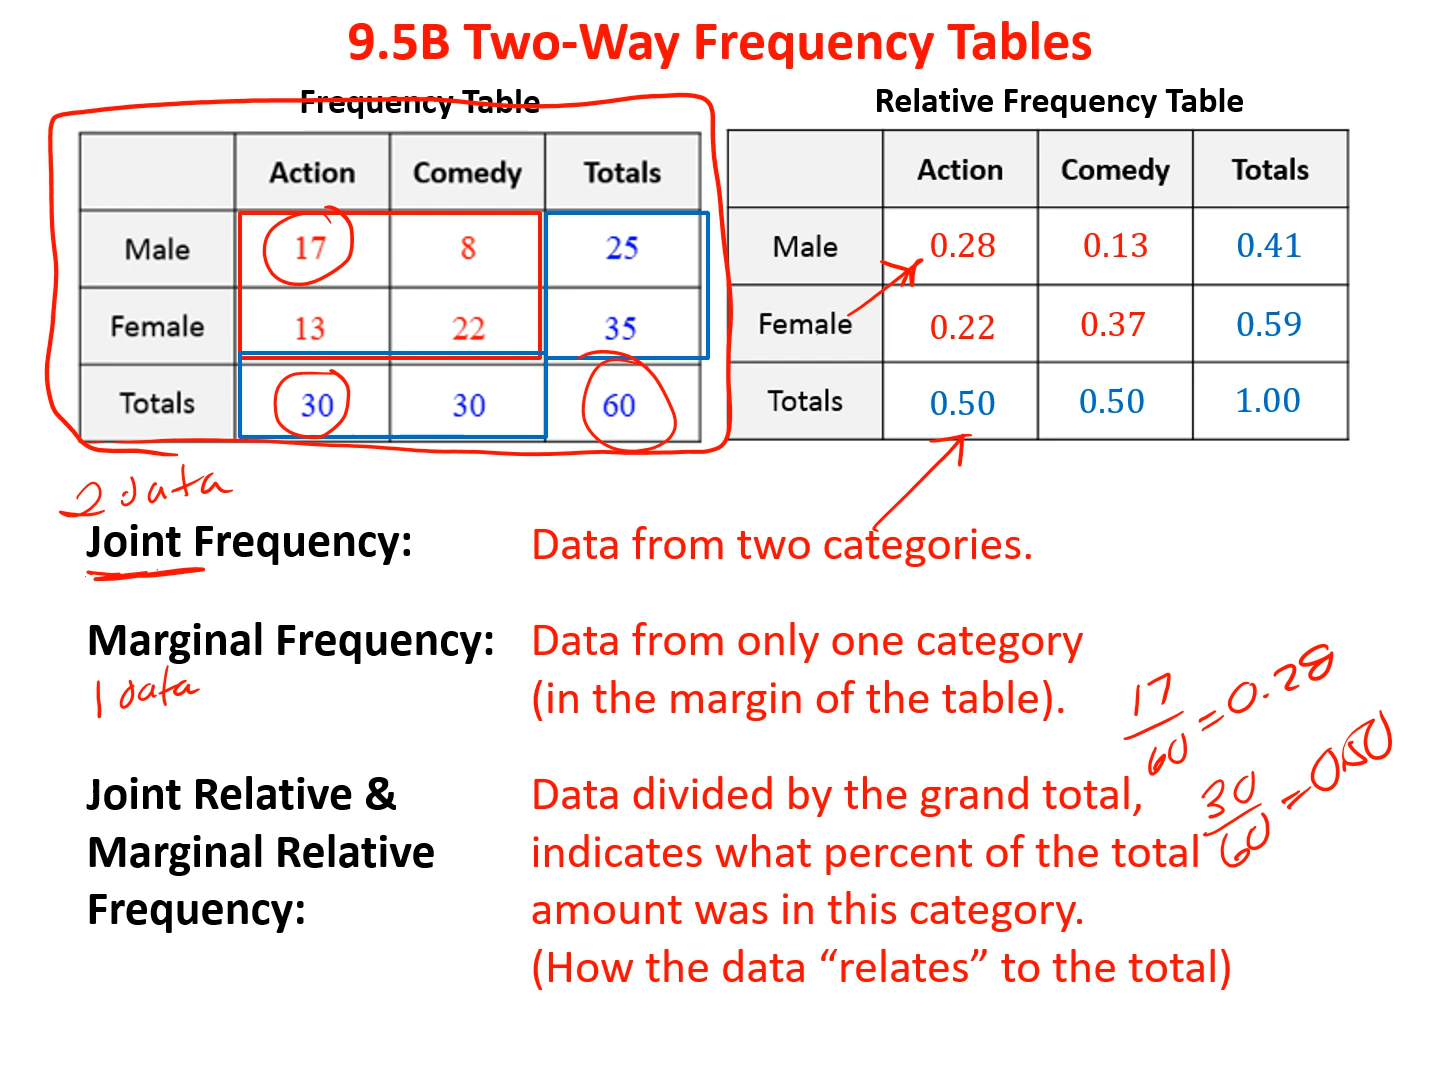 9.5B Two-Way Frequency Tables
Frequency Table
Action Comedy Totals
Male 17 8 25
Female 13 22 35
Totals 30 30 60
Relative Frequency Table
Action Comedy Totals
Male 0.28 0.13 0.41
Female 0.22 0.37 0.59
Totals 0.50 0.50 1.00
2 data
Joint Frequency: Data from two categories.
Marginal Frequency: Data from only one category
1 data (in the margin of the table).
17/60 = 0.28
Joint Relative & Data divided by the grand total,
30/60 = 0.50
Marginal Relative indicates what percent of the total
Frequency: amount was in this category.
(How the data “relates” to the total)